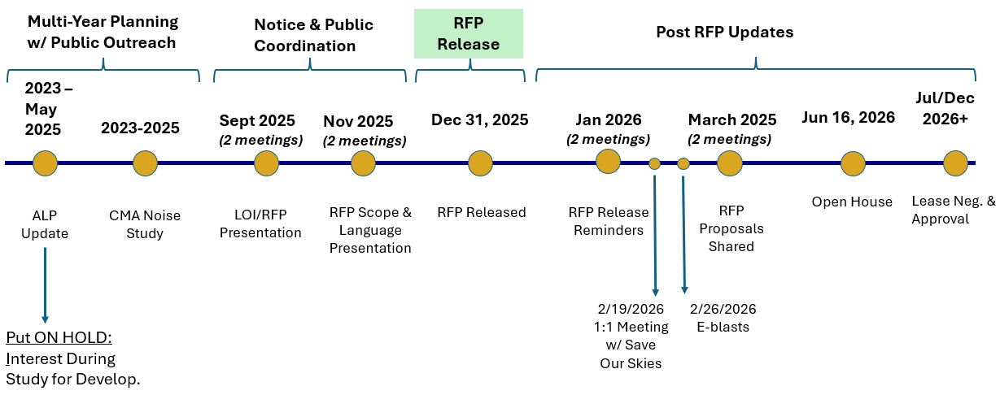 Multi-Year Planning
w/ Public Outreach
Notice & Public
Coordination
RFP
Release
Post RFP Updates
2023 –
May
2025
2023-2025
Sept 2025
(2 meetings)
Nov 2025
(2 meetings)
Dec 31, 2025
Jan 2026
(2 meetings)
March 2025
(2 meetings)
Jun 16, 2026
Jul/Dec
2026+
ALP
Update
CMA Noise
Study
LOI/RFP
Presentation
RFP Scope &
Language
Presentation
RFP Released
RFP Release
Reminders
RFP
Proposals
Shared
Open House
Lease Neg. &
Approval
Put ON HOLD:
Interest During
Study for Develop.
2/19/2026
1:1 Meeting
w/ Save
Our Skies
2/26/2026
E-blasts